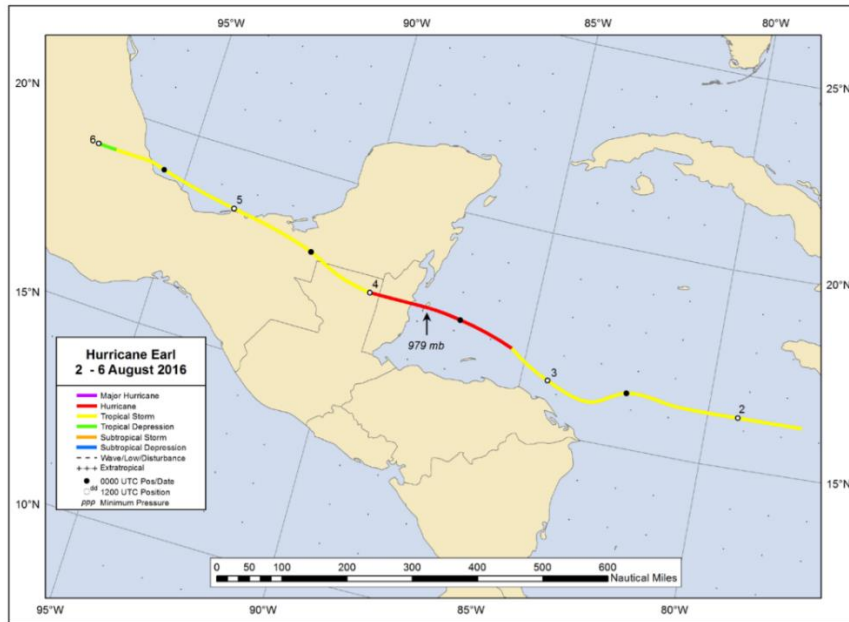 95°W 90°W 85°W 80°W
20°N
25°N
6
5
4
20°N
979 mb
3
2
15°N
15°N
10°N
Hurricane Earl
2 - 6 August 2016
Major Hurricane
Hurricane
Tropical Storm
Tropical Depression
Subtropical Storm
Subtropical Depression
Wave/Low/Disturbance
Extratropical
0000 UTC Pos/Date
dd 1200 UTC Position
PPP Minimum Pressure
0 50 100 200 300 400 500 600
Nautical Miles
95°W 90°W 85°W 80°W